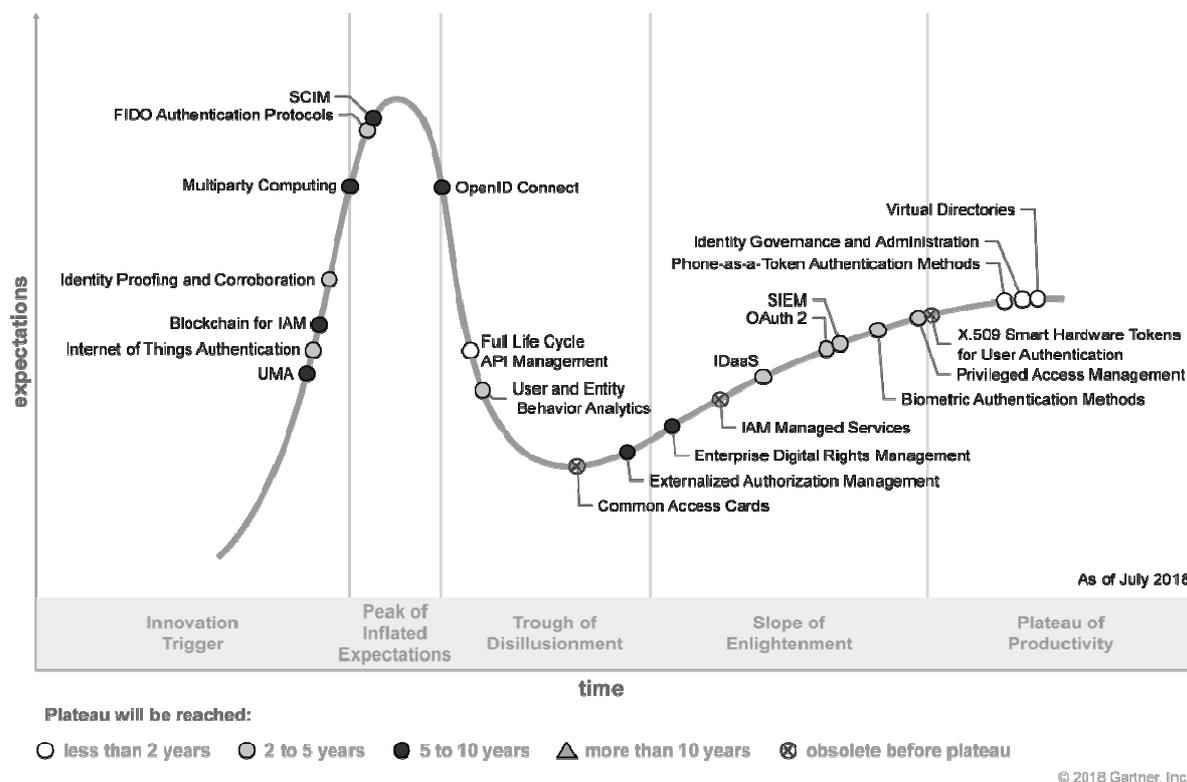 SCIM
FIDO Authentication Protocols
Multiparty Computing
OpenID Connect
Virtual Directories
Identity Governance and Administration
Phone-as-a-Token Authentication Methods
Identity Proofing and Corroboration
SIEM
OAuth 2
Blockchain for IAM
Internet of Things Authentication
UMA
Full Life Cycle
API Management
User and Entity
Behavior Analytics
IDaaS
X.509 Smart Hardware Tokens
for User Authentication
Privileged Access Management
Biometric Authentication Methods
IAM Managed Services
Enterprise Digital Rights Management
Externalized Authorization Management
Common Access Cards
expectations
As of July 2018
Innovation
Trigger
Peak of
Inflated
Expectations
Trough of
Disillusionment
Slope of
Enlightenment
Plateau of
Productivity
time
Plateau will be reached:
less than 2 years
2 to 5 years
5 to 10 years
more than 10 years
obsolete before plateau
© 2018 Gartner, Inc